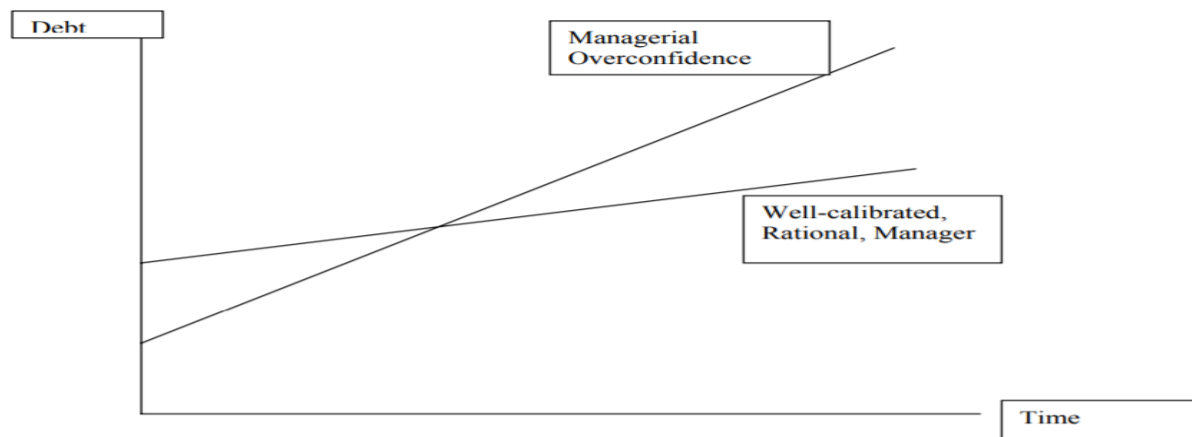 Debt
Managerial
Overconfidence
Well-calibrated,
Rational, Manager
Time